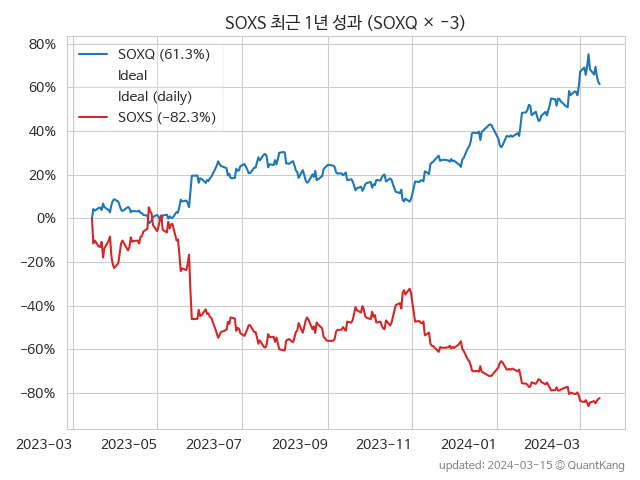 SOXS 최근 1년 성과 (SOXQ × −3)
80%
60%
40%
20%
0%
−20%
−40%
−60%
−80%
SOXQ (61.3%)
Ideal
Ideal (daily)
SOXS (−82.3%)
2023−03
2023−05
2023−07
2023−09
2023−11
2024−01
2024−03
updated: 2024−03−15 © QuantKang